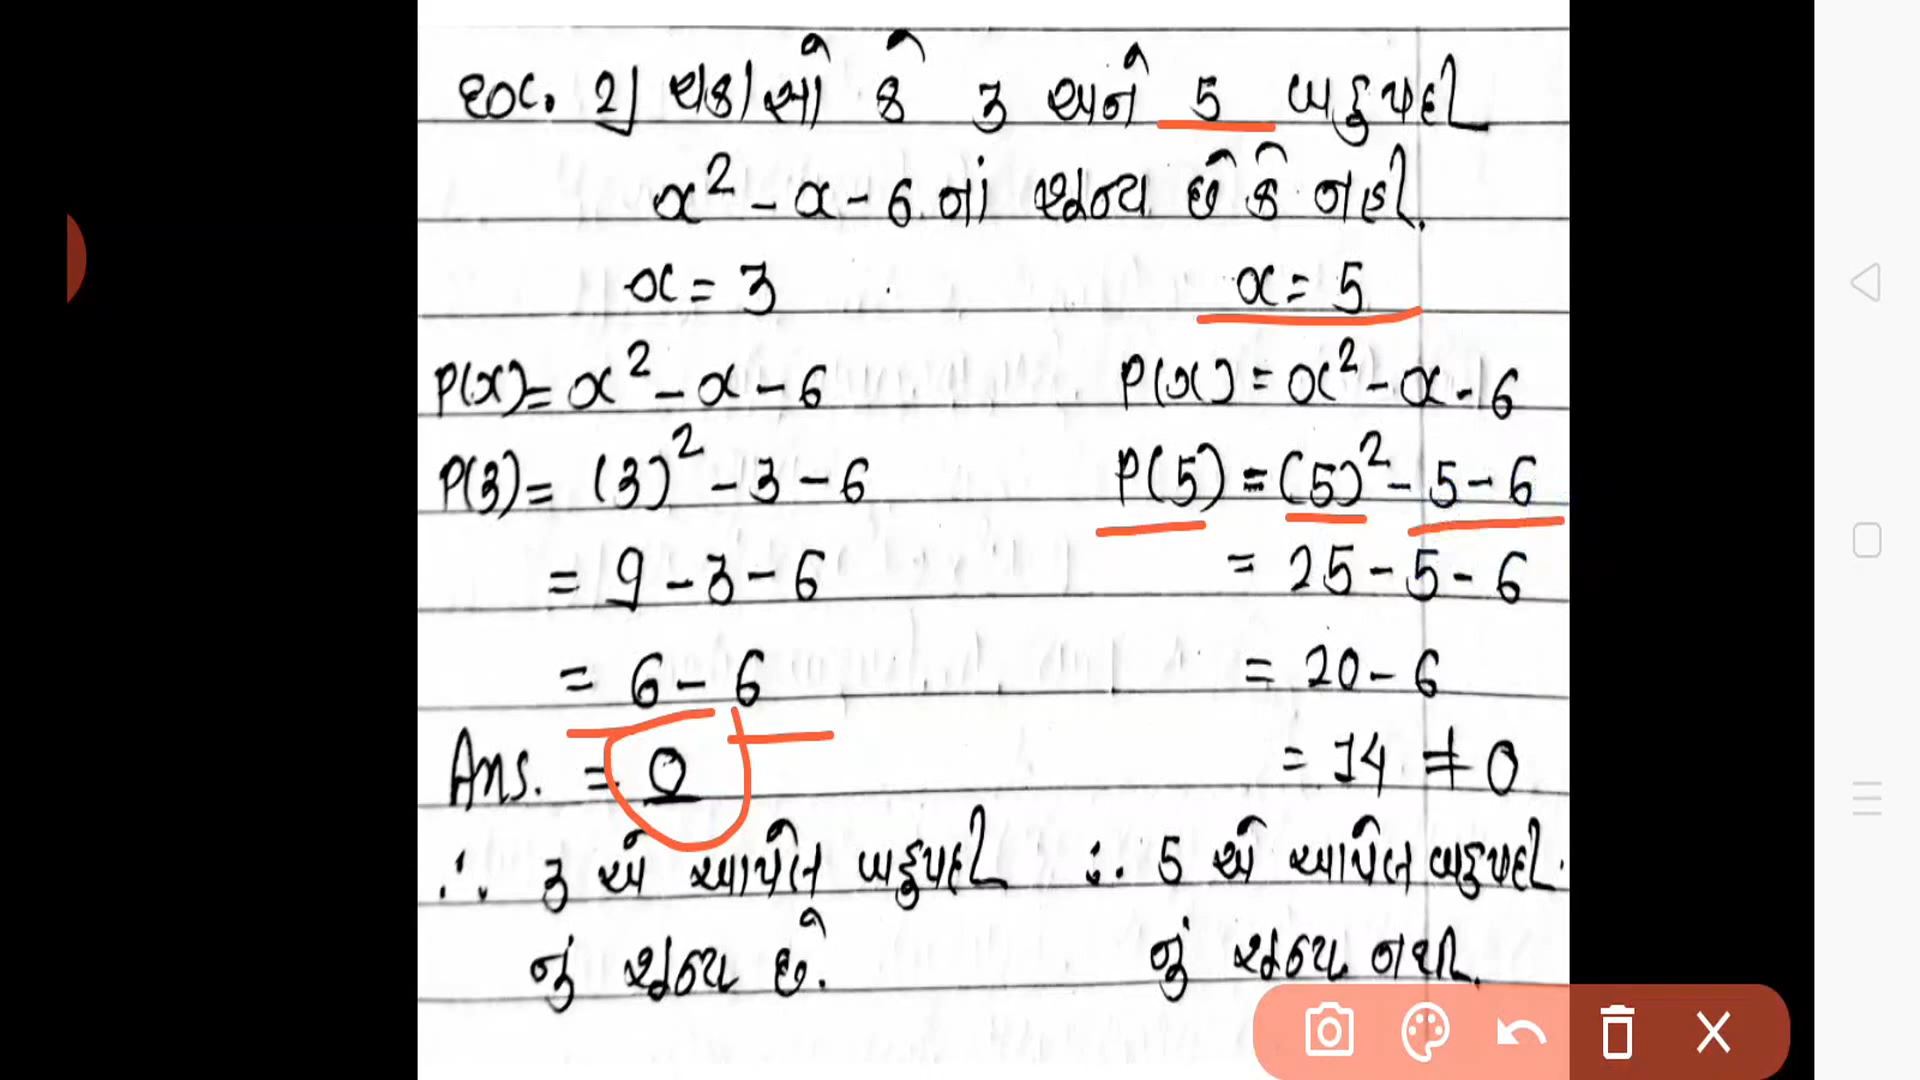 દા.ત. 2) ચકાસો કે 3 અને 5 બહુપદી
x² - x - 6 નાં શૂન્ય છે કે નહીં.
x = 3 x = 5
P(x) = x² - x - 6 P(x) = x² - x - 6
P(3) = (3)² - 3 - 6 P(5) = (5)² - 5 - 6
= 9 - 3 - 6 = 25 - 5 - 6
= 6 - 6 = 20 - 6
Ans. = 0 = 14 ≠ 0
∴ 3 એ આપેલ બહુપદી ∴ 5 એ આપેલ બહુપદી
નું શૂન્ય છે. નું શૂન્ય નથી.